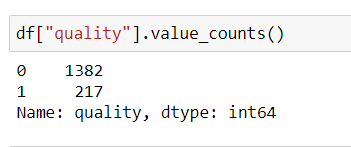 df["quality"].value_counts()
0    1382
1     217
Name: quality, dtype: int64